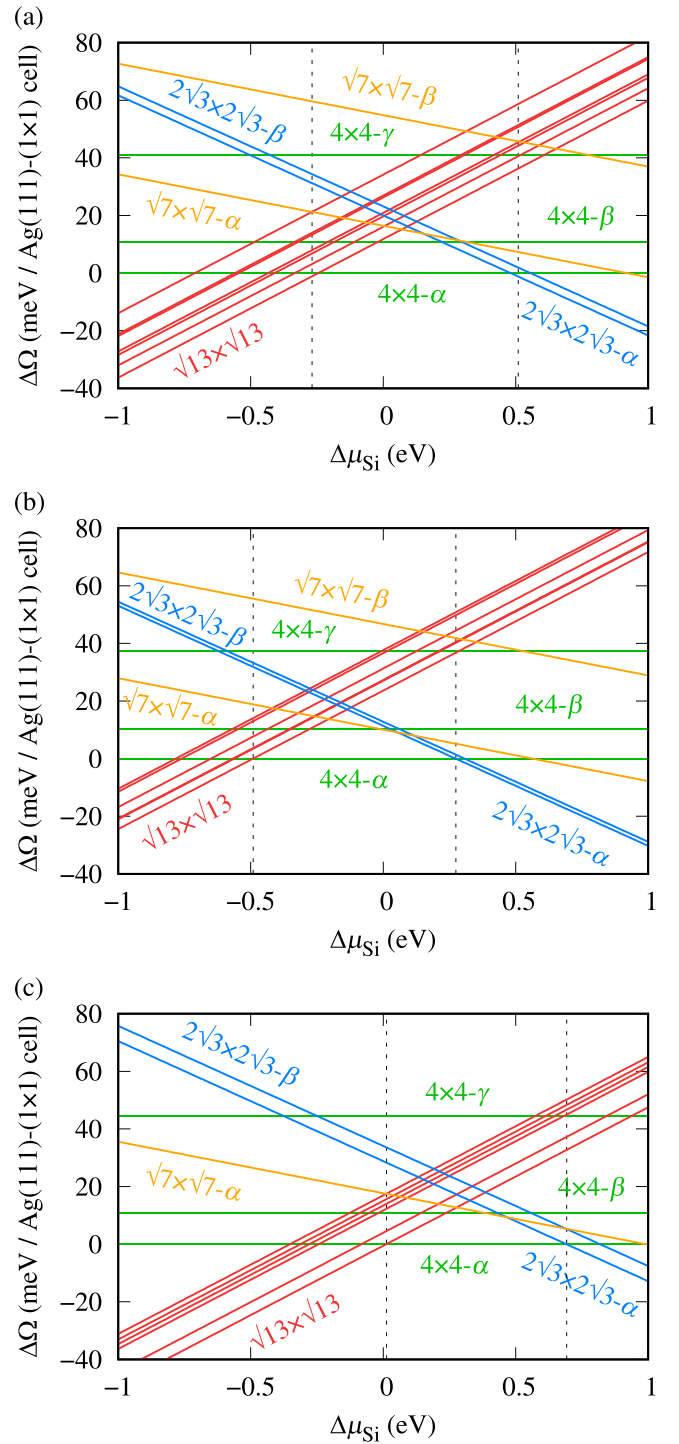 (a)
80
60
40
20
0
−20
−40
ΔΩ (meV / Ag(111)-(1×1) cell)
2√3×2√3-β
√7×√7-β
4×4-γ
√7×√7-α
4×4-β
4×4-α
√13×√13
2√3×2√3-α
−1
−0.5
0
0.5
1
Δμ_Si (eV)
(b)
80
60
40
20
0
−20
−40
ΔΩ (meV / Ag(111)-(1×1) cell)
√7×√7-β
2√3×2√3-β
4×4-γ
√7×√7-α
4×4-β
4×4-α
√13×√13
2√3×2√3-α
−1
−0.5
0
0.5
1
Δμ_Si (eV)
(c)
80
60
40
20
0
−20
−40
ΔΩ (meV / Ag(111)-(1×1) cell)
2√3×2√3-β
4×4-γ
√7×√7-α
4×4-β
4×4-α
√13×√13
2√3×2√3-α
−1
−0.5
0
0.5
1
Δμ_Si (eV)